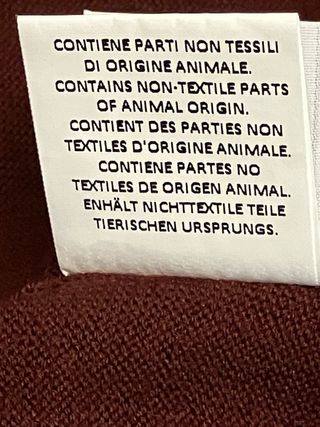 CONTIENE PARTI NON TESSILI
DI ORIGINE ANIMALE.
CONTAINS NON-TEXTILE PARTS
OF ANIMAL ORIGIN.
CONTIENT DES PARTIES NON
TEXTILES D'ORIGINE ANIMALE.
CONTIENE PARTES NO
TEXTILES DE ORIGEN ANIMAL.
ENHÄLT NICHTTEXTILE TEILE
TIERISCHEN URSPRUNGS.